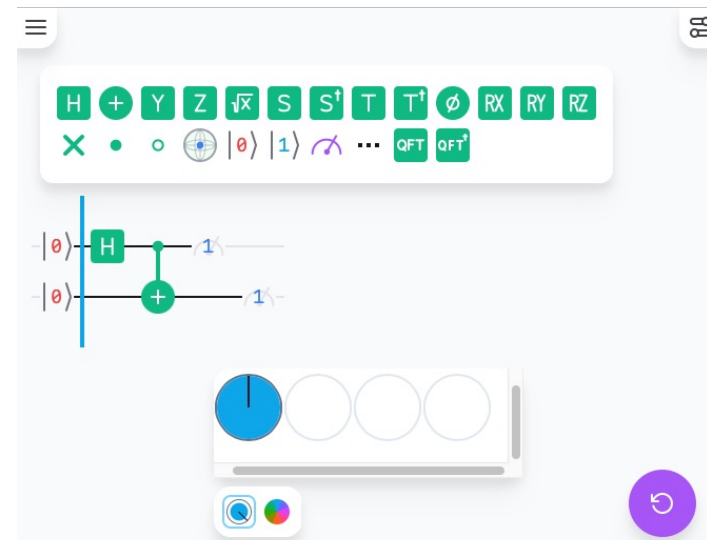 H + Y Z √X S S† T T† ø RX RY RZ
|0⟩ |1⟩ ... QFT QFT†
|0⟩ H 1
|0⟩ + 1